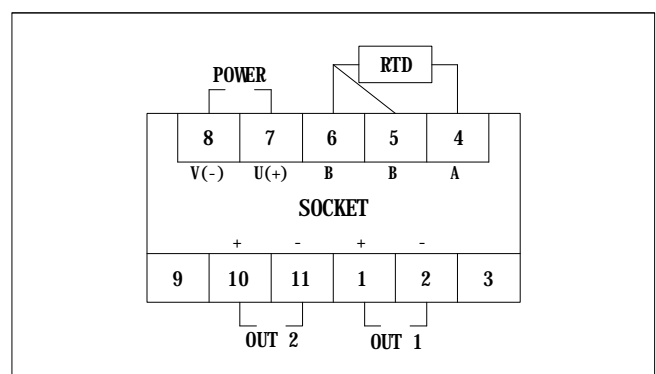 RTD
POWER
8 7 6 5 4
V(-) U(+) B B A
SOCKET
+ - + -
9 10 11 1 2 3
OUT 2 OUT 1